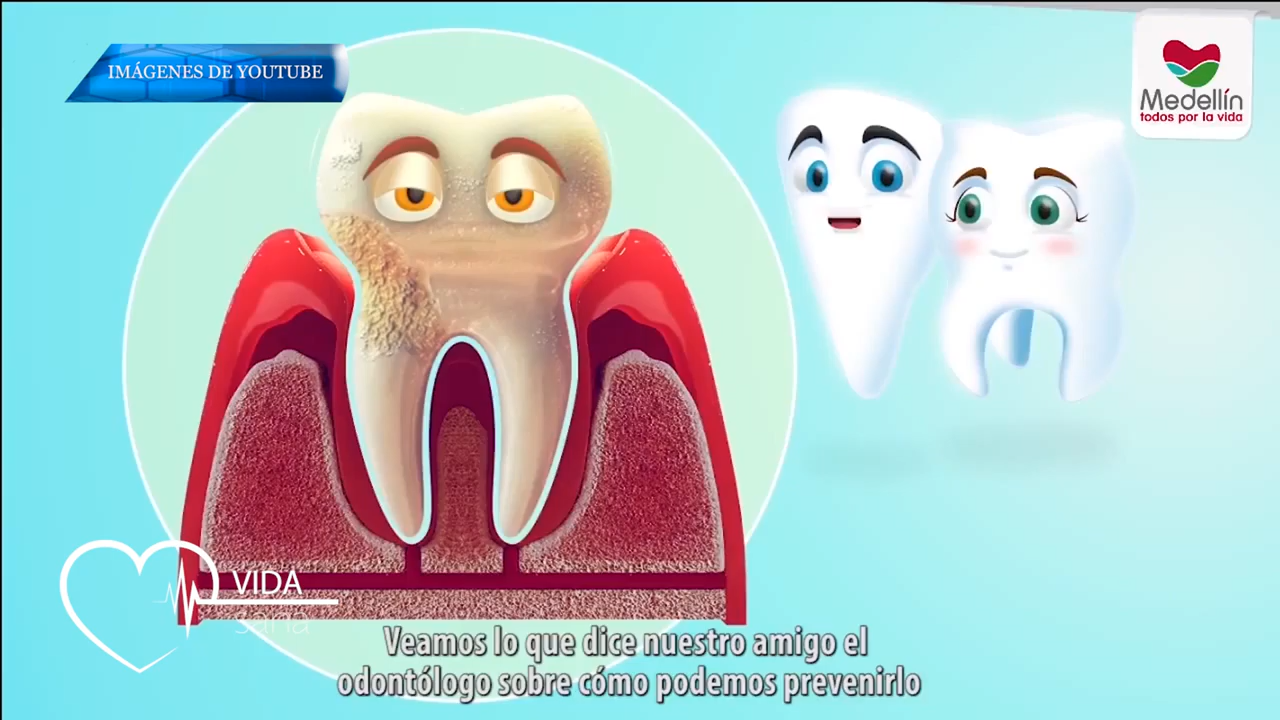 IMÁGENES DE YOUTUBE
Medellín
todos por la vida
VIDA
sana
Veamos lo que dice nuestro amigo el
odontólogo sobre cómo podemos prevenirlo